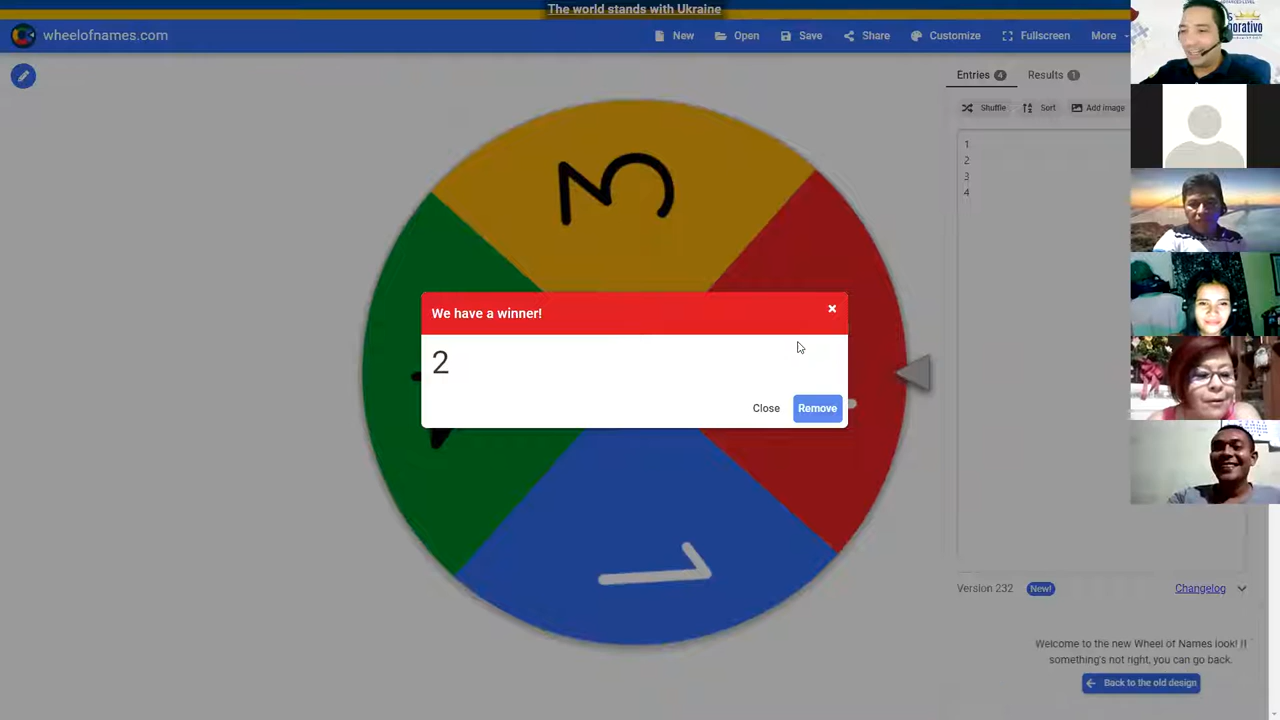 The world stands with Ukraine
wheelofnames.com
New
Open
Save
Share
Customize
Fullscreen
More
Entries 4
Results 1
Shuffle
Sort
Add image
1
2
3
4
3
1
We have a winner!
×
2
Close
Remove
Version 232
New!
Changelog
Welcome to the new Wheel of Names look! If
something's not right, you can go back.
Back to the old design